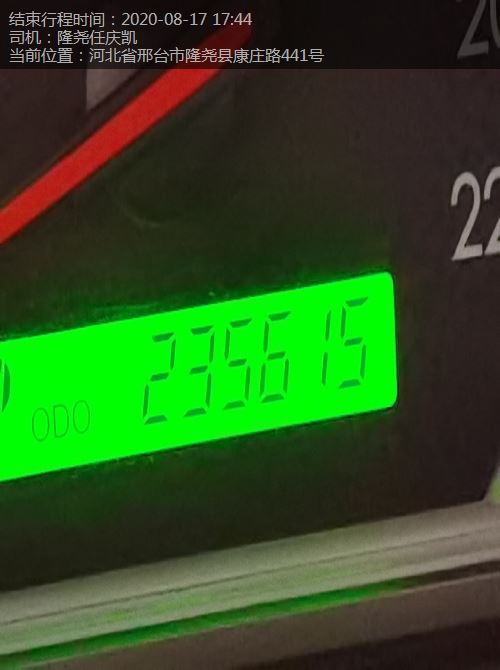 结束行程时间：2020-08-17 17:44
司机：隆尧任庆凯
当前位置：河北省邢台市隆尧县康庄路441号
22
ODO 235615